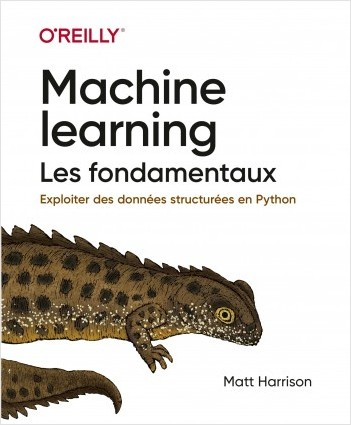 O'REILLY®
Machine
learning
Les fondamentaux
Exploiter des données structurées en Python
Matt Harrison